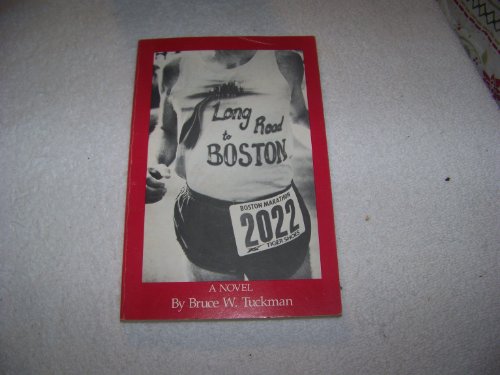 Long Road
to
BOSTON
BOSTON MARATHON
2022
TIGER SHOES
A NOVEL
By Bruce W. Tuckman